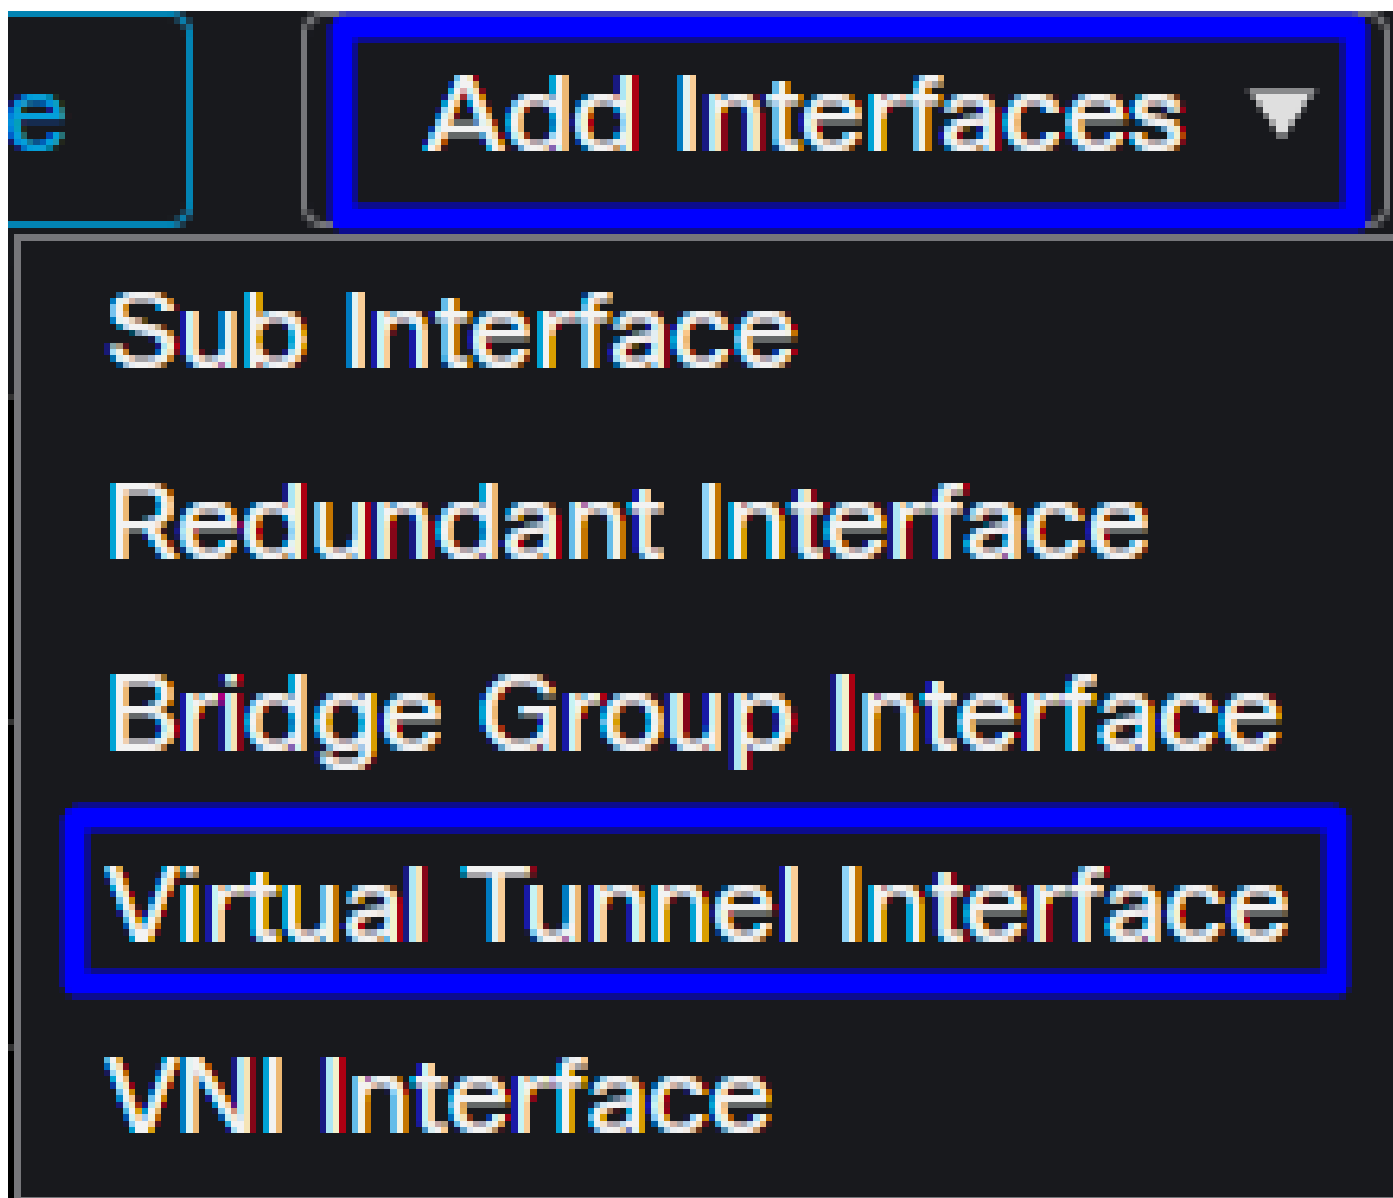 e Add Interfaces
Sub Interface
Redundant Interface
Bridge Group Interface
Virtual Tunnel Interface
VNI Interface